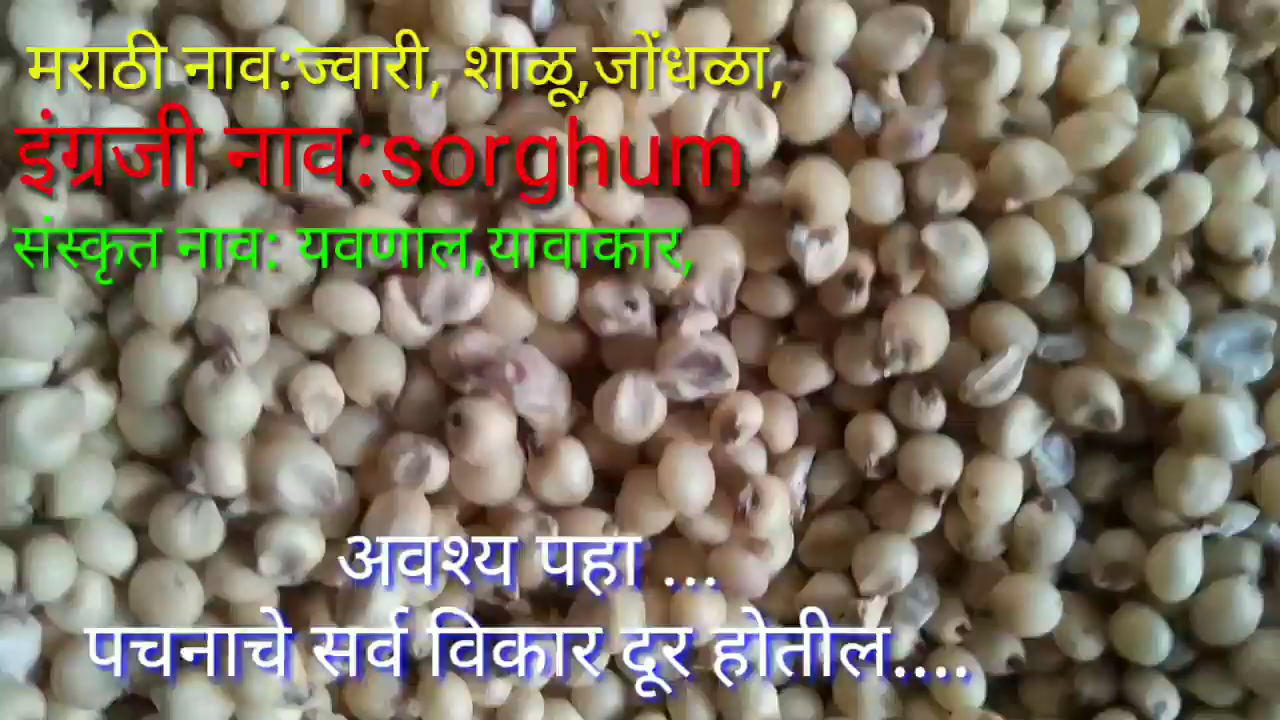 मराठी नाव:ज्वारी, शाळू,जोंधळा,
इंग्रजी नाव:sorghum
संस्कृत नाव: यवणाल,यावाकार,
अवश्य पहा ...
पचनाचे सर्व विकार दूर होतील....